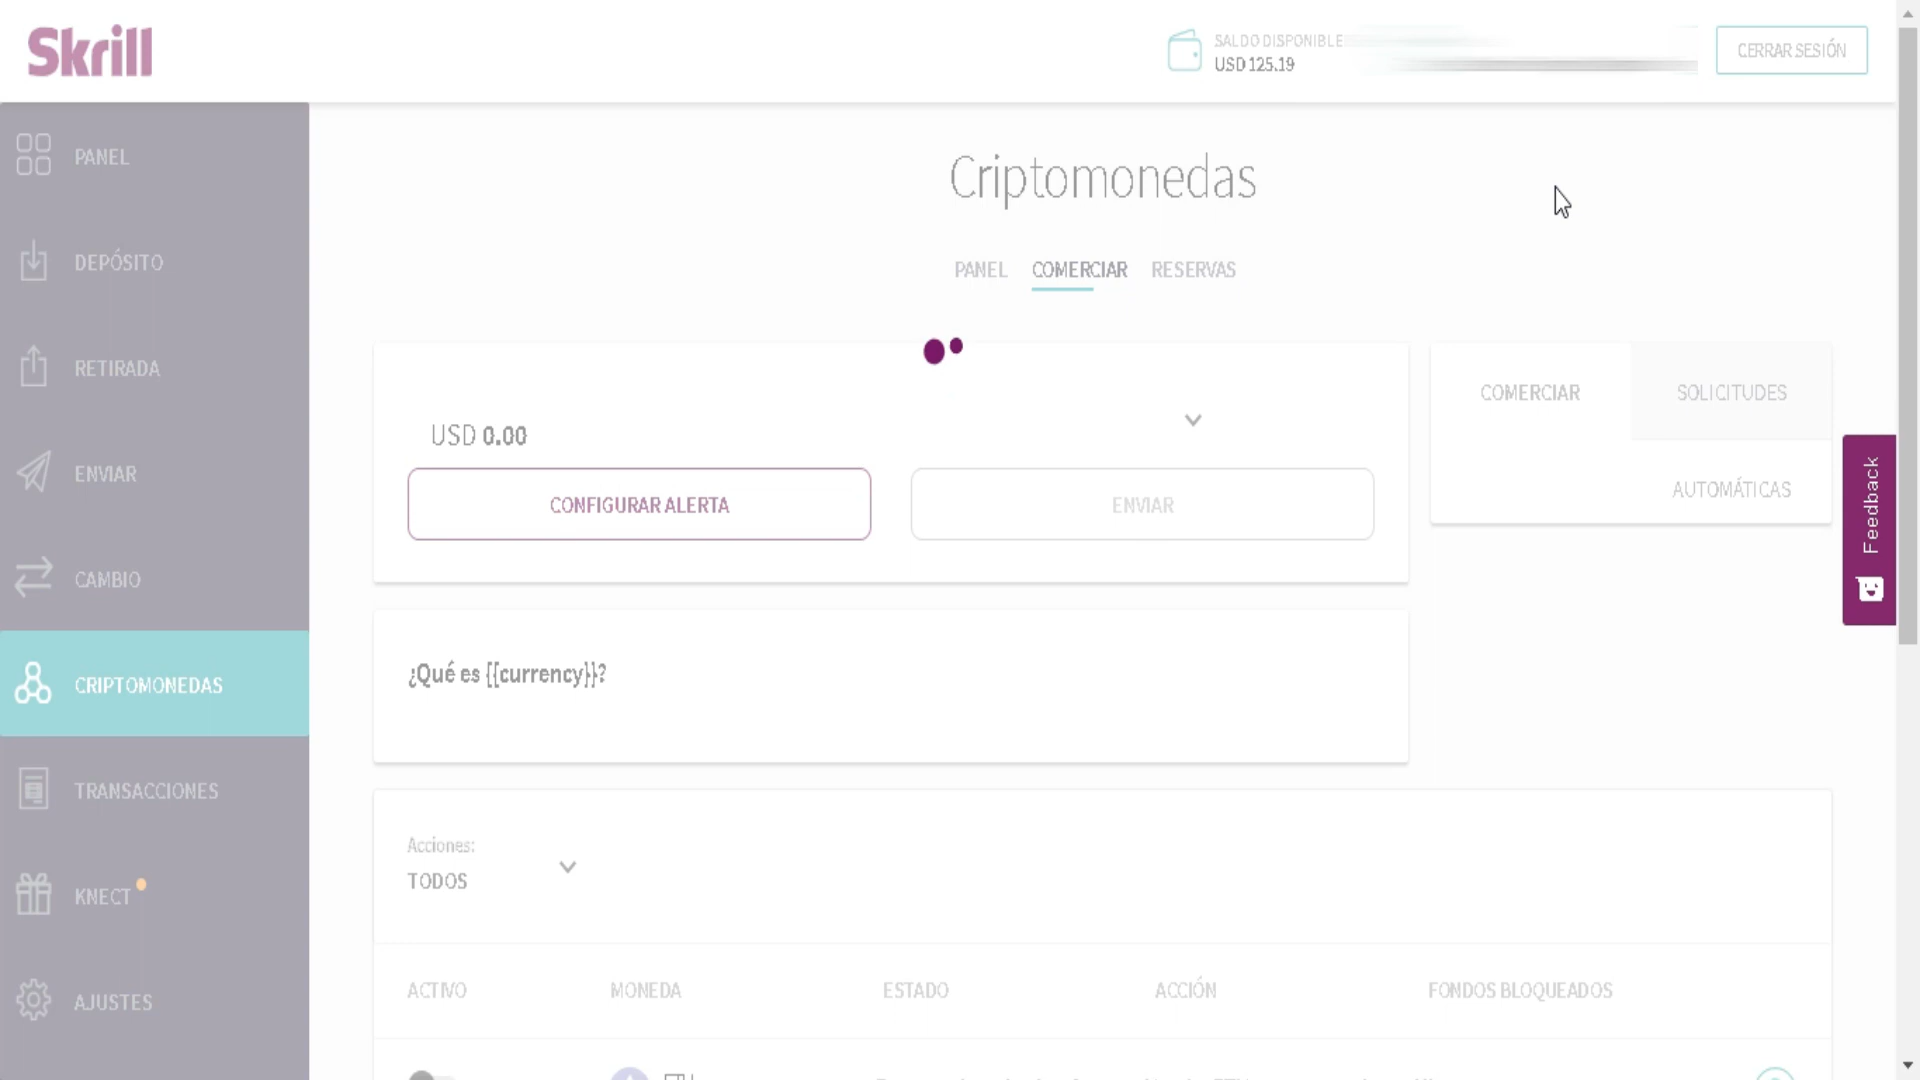 Skrill
SALDO DISPONIBLE
USD 125.19
CERRAR SESIÓN
PANEL
DEPÓSITO
RETIRADA
ENVIAR
CAMBIO
CRIPTOMONEDAS
TRANSACCIONES
KNECT
AJUSTES
Criptomonedas
PANEL COMERCIAR RESERVAS
USD 0.00
CONFIGURAR ALERTA
ENVIAR
COMERCIAR
SOLICITUDES
AUTOMÁTICAS
Feedback
¿Qué es {{currency}}?
Acciones:
TODOS
ACTIVO MONEDA ESTADO ACCIÓN FONDOS BLOQUEADOS